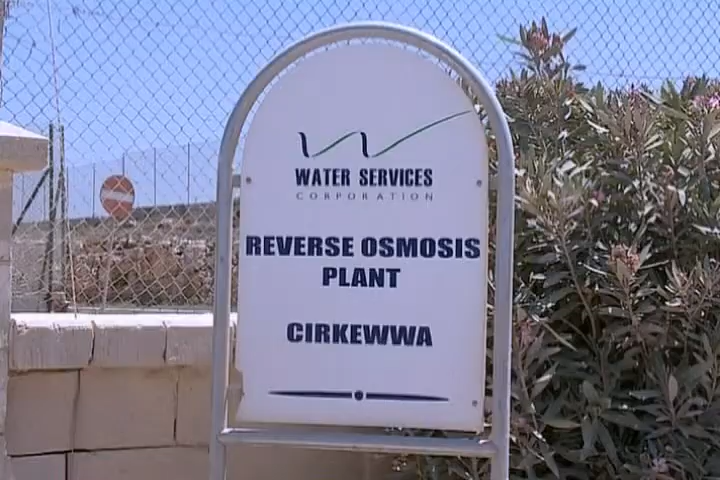 WATER SERVICES
CORPORATION
REVERSE OSMOSIS
PLANT
CIRKEWWA